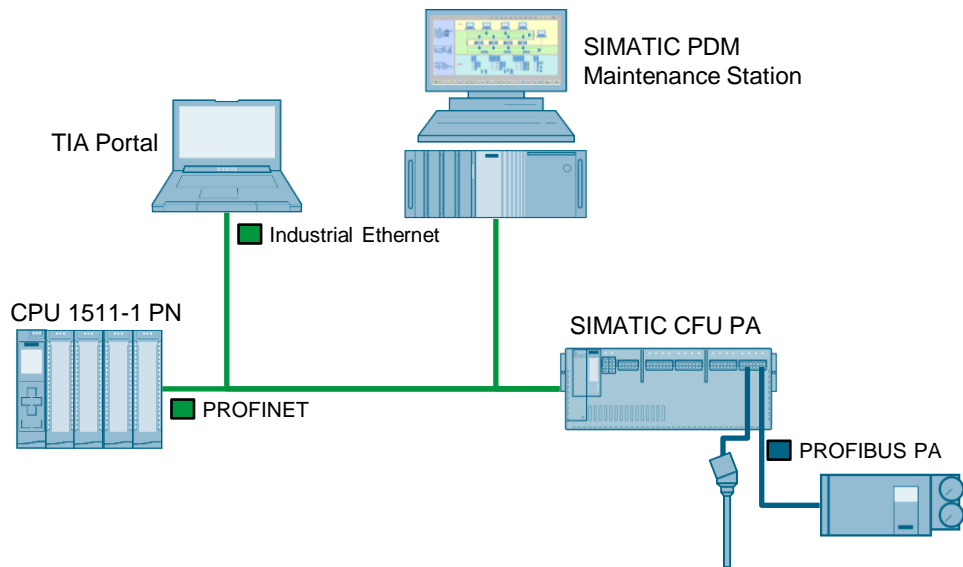 SIMATIC PDM
Maintenance Station
TIA Portal
Industrial Ethernet
CPU 1511-1 PN
SIMATIC CFU PA
PROFINET
PROFIBUS PA